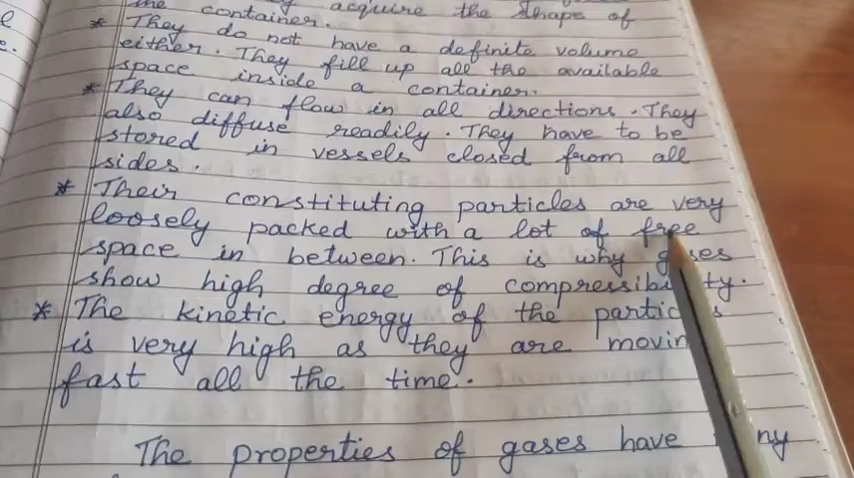 the container. acquire the shape of
* They do not have a definite volume
either. They fill up all the available
space inside a container.
* They can flow in all directions. They
also diffuse readily. They have to be
stored in vessels closed from all
sides.
* Their constituting particles are very
loosely packed with a lot of free
space in between. This is why gases
show high degree of compressibility.
* The kinetic energy of the particles
is very high as they are movin
fast all the time.
The properties of gases have